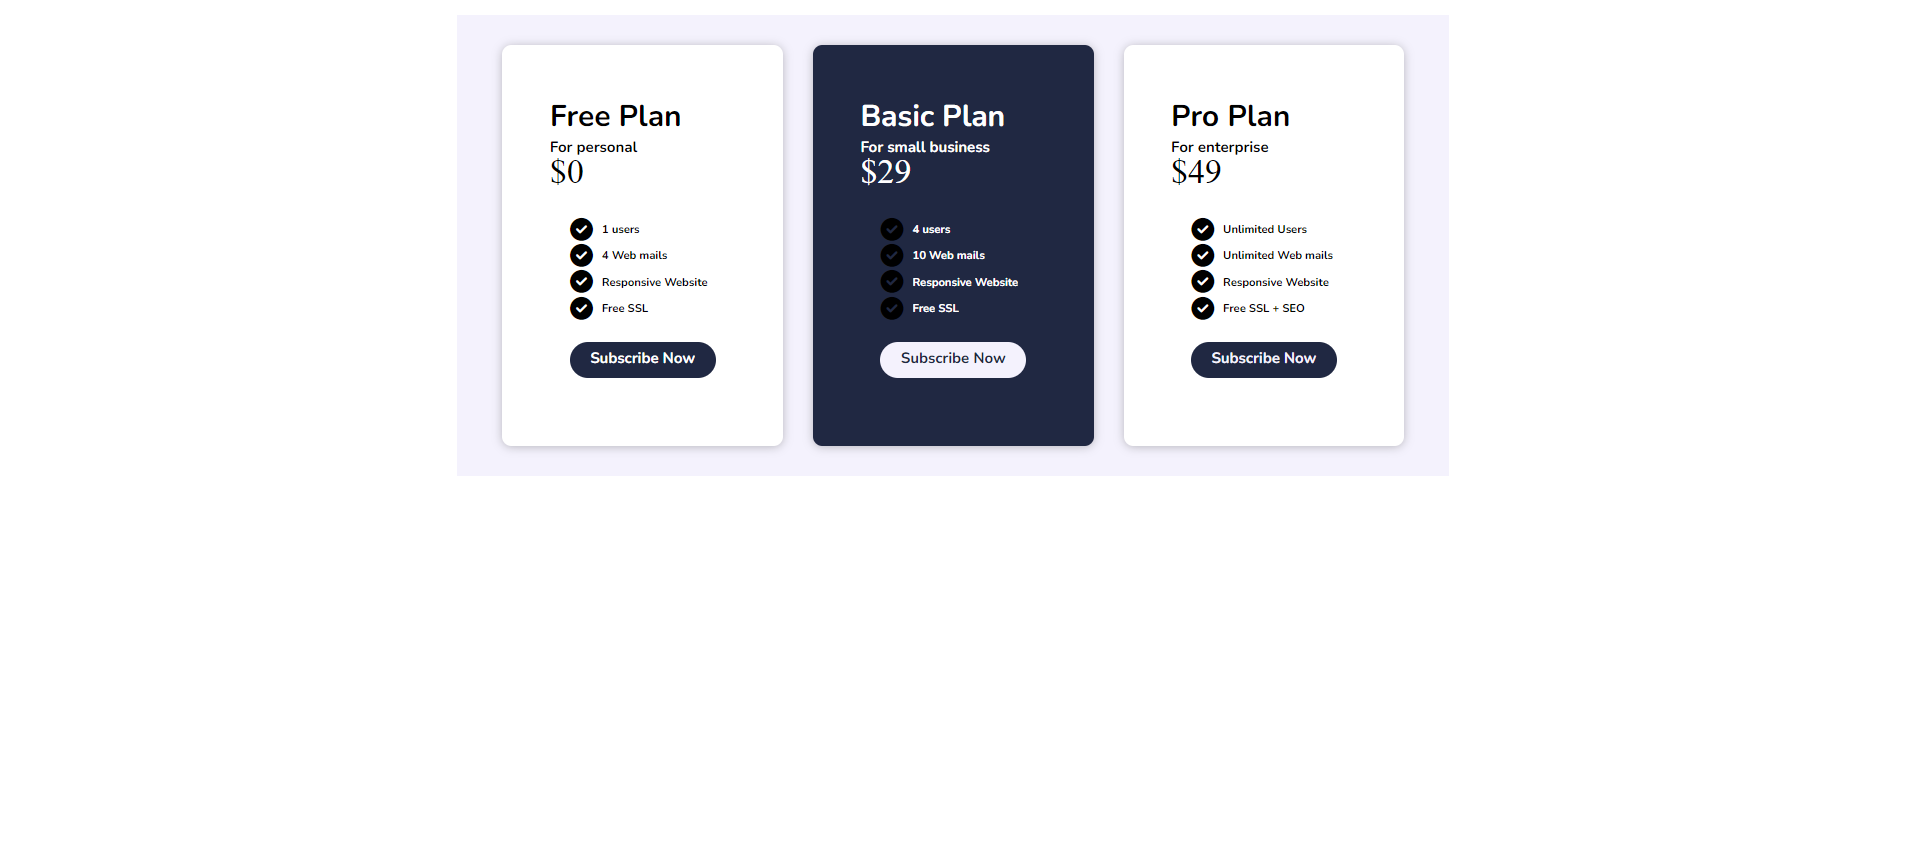 Free Plan
For personal
$0
1 users
4 Web mails
Responsive Website
Free SSL
Subscribe Now
Basic Plan
For small business
$29
4 users
10 Web mails
Responsive Website
Free SSL
Subscribe Now
Pro Plan
For enterprise
$49
Unlimited Users
Unlimited Web mails
Responsive Website
Free SSL + SEO
Subscribe Now